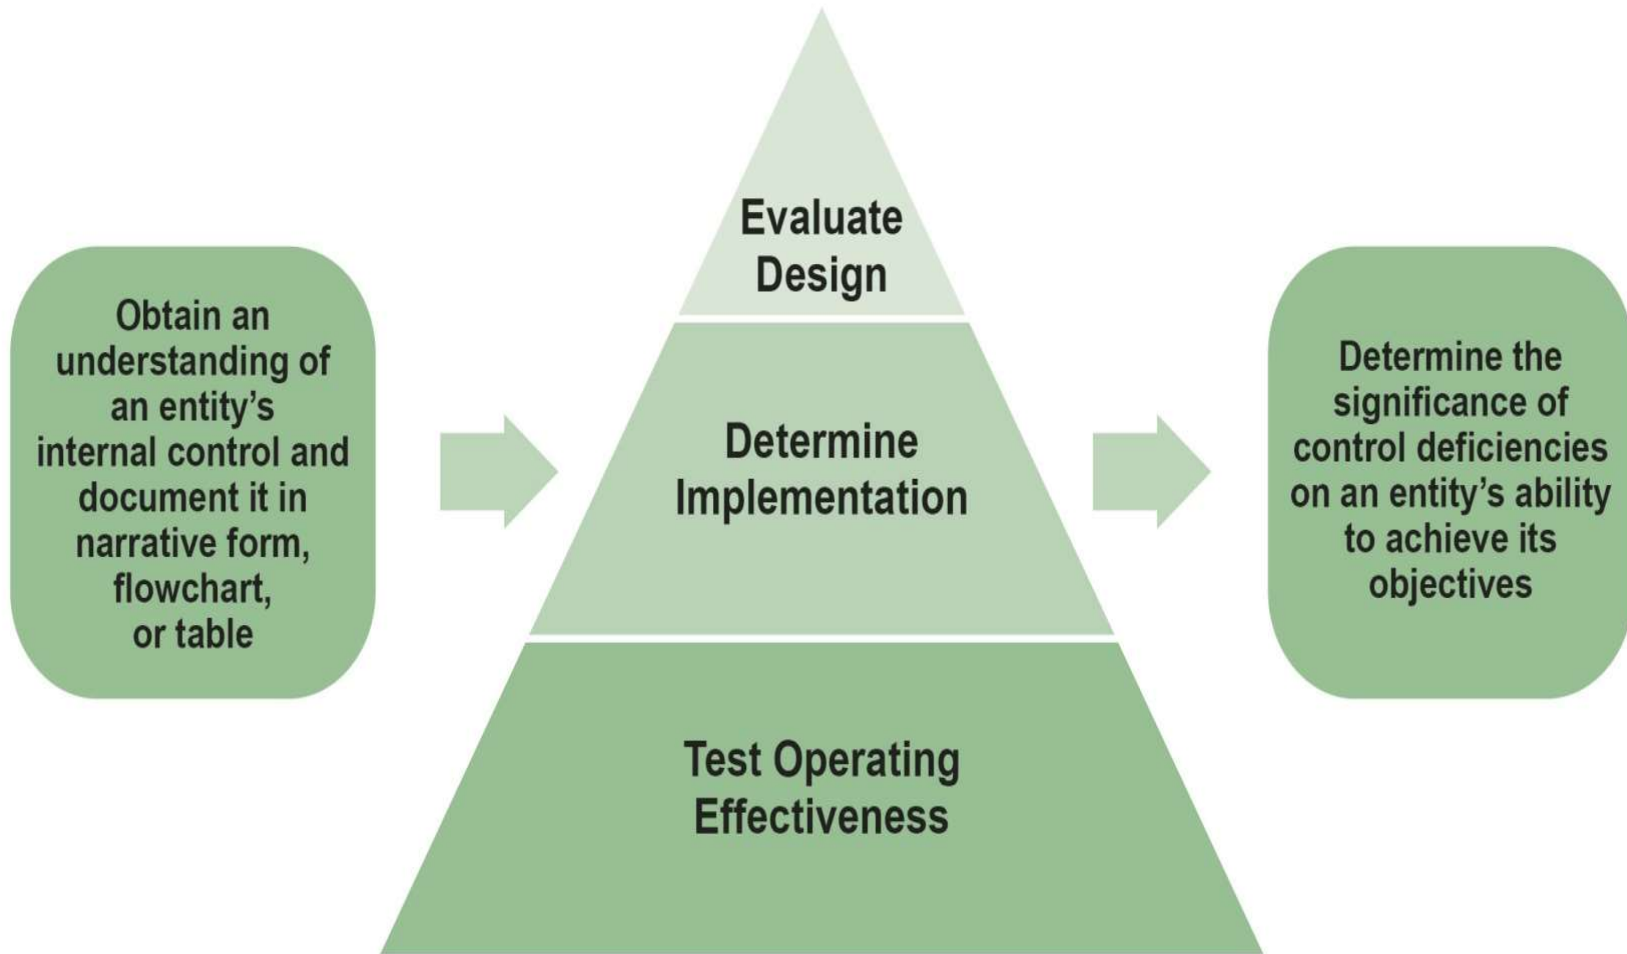 Obtain an
understanding of
an entity’s
internal control and
document it in
narrative form,
flowchart,
or table
Evaluate
Design
Determine
Implementation
Test Operating
Effectiveness
Determine the
significance of
control deficiencies
on an entity’s ability
to achieve its
objectives